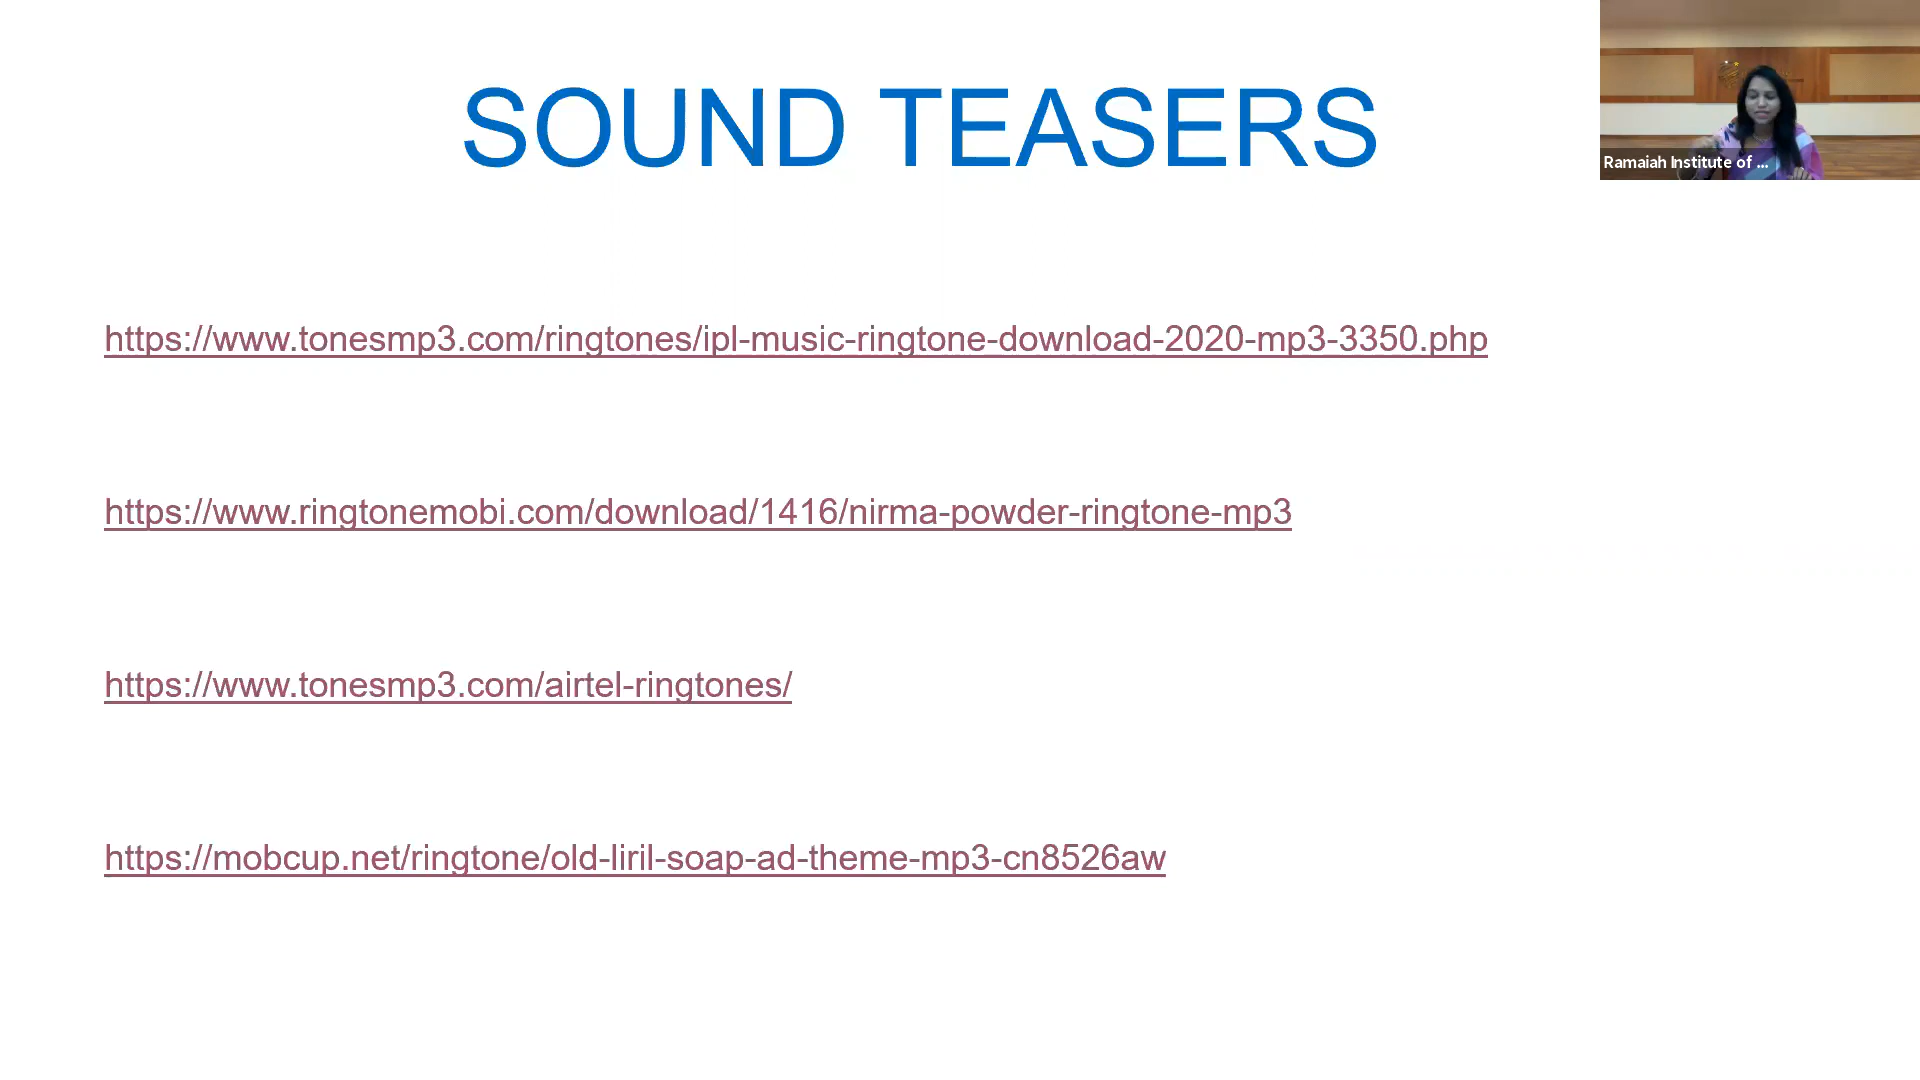 SOUND TEASERS
Ramaiah Institute of ...
https://www.tonesmp3.com/ringtones/ipl-music-ringtone-download-2020-mp3-3350.php
https://www.ringtonemobi.com/download/1416/nirma-powder-ringtone-mp3
https://www.tonesmp3.com/airtel-ringtones/
https://mobcup.net/ringtone/old-liril-soap-ad-theme-mp3-cn8526aw